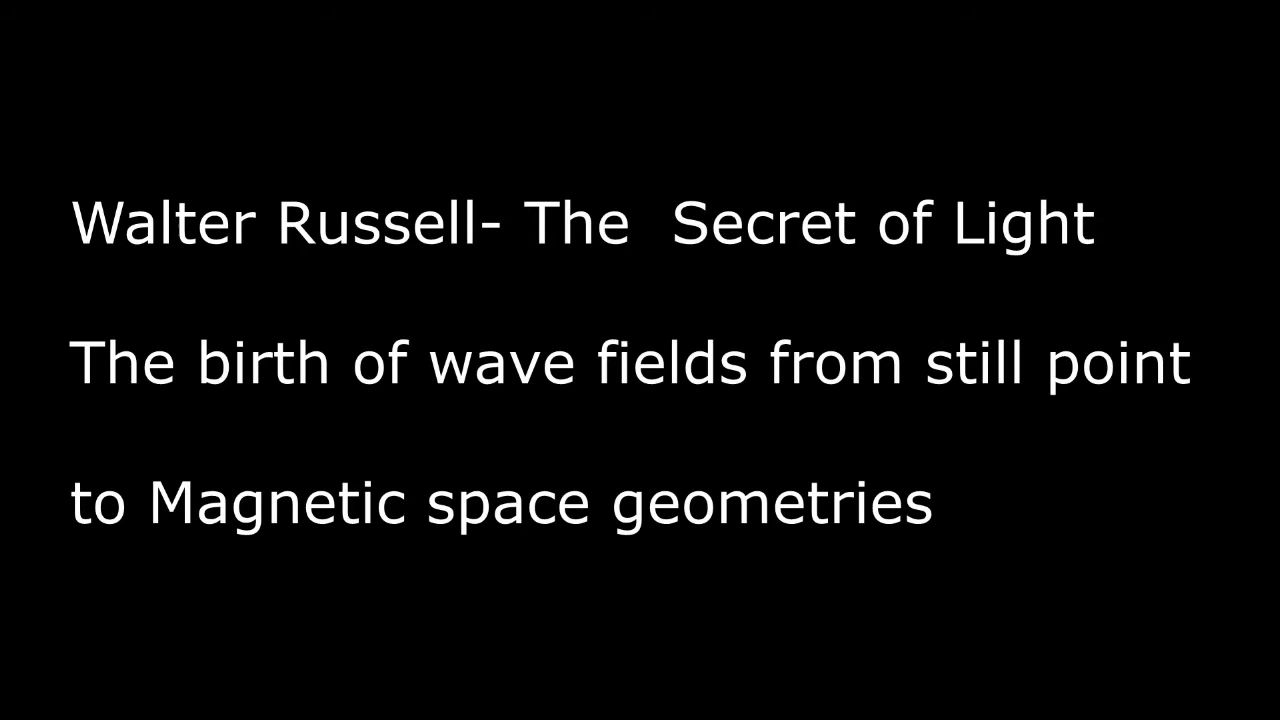 Walter Russell- The  Secret of Light
The birth of wave fields from still point
to Magnetic space geometries